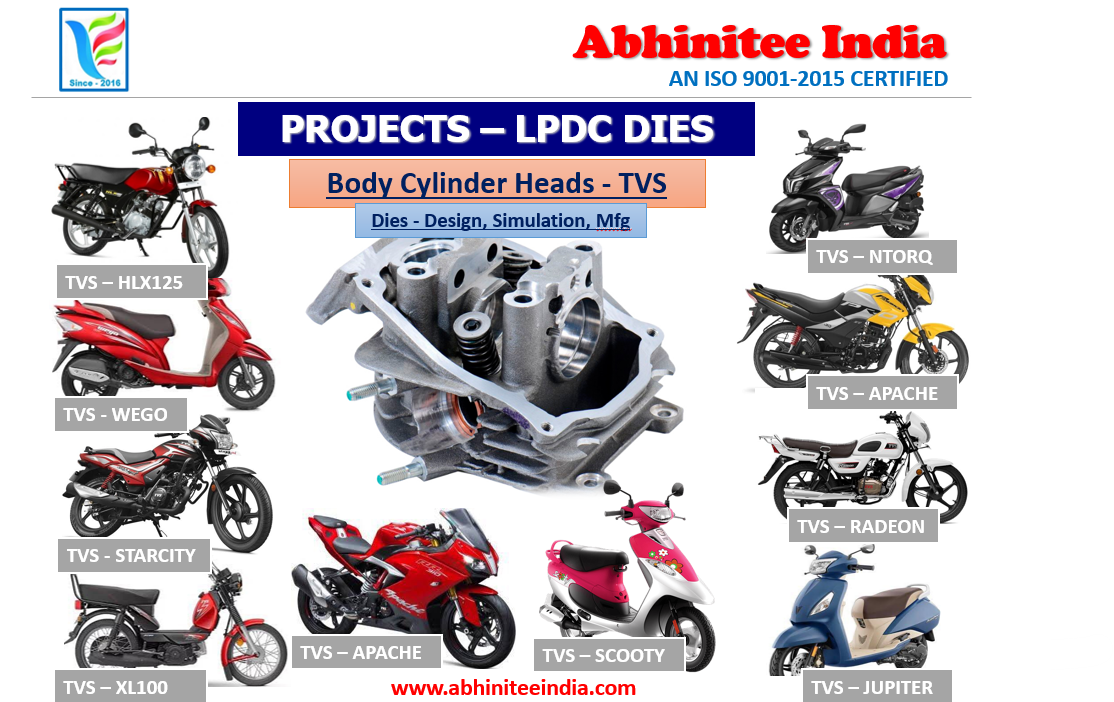 Since - 2016
Abhinitee India
AN ISO 9001-2015 CERTIFIED
PROJECTS – LPDC DIES
Body Cylinder Heads - TVS
Dies - Design, Simulation, Mfg
TVS – HLX125
TVS - WEGO
TVS - STARCITY
TVS – XL100
TVS – APACHE
TVS – SCOOTY
TVS – NTORQ
TVS – APACHE
TVS – RADEON
TVS – JUPITER
www.abhiniteeindia.com